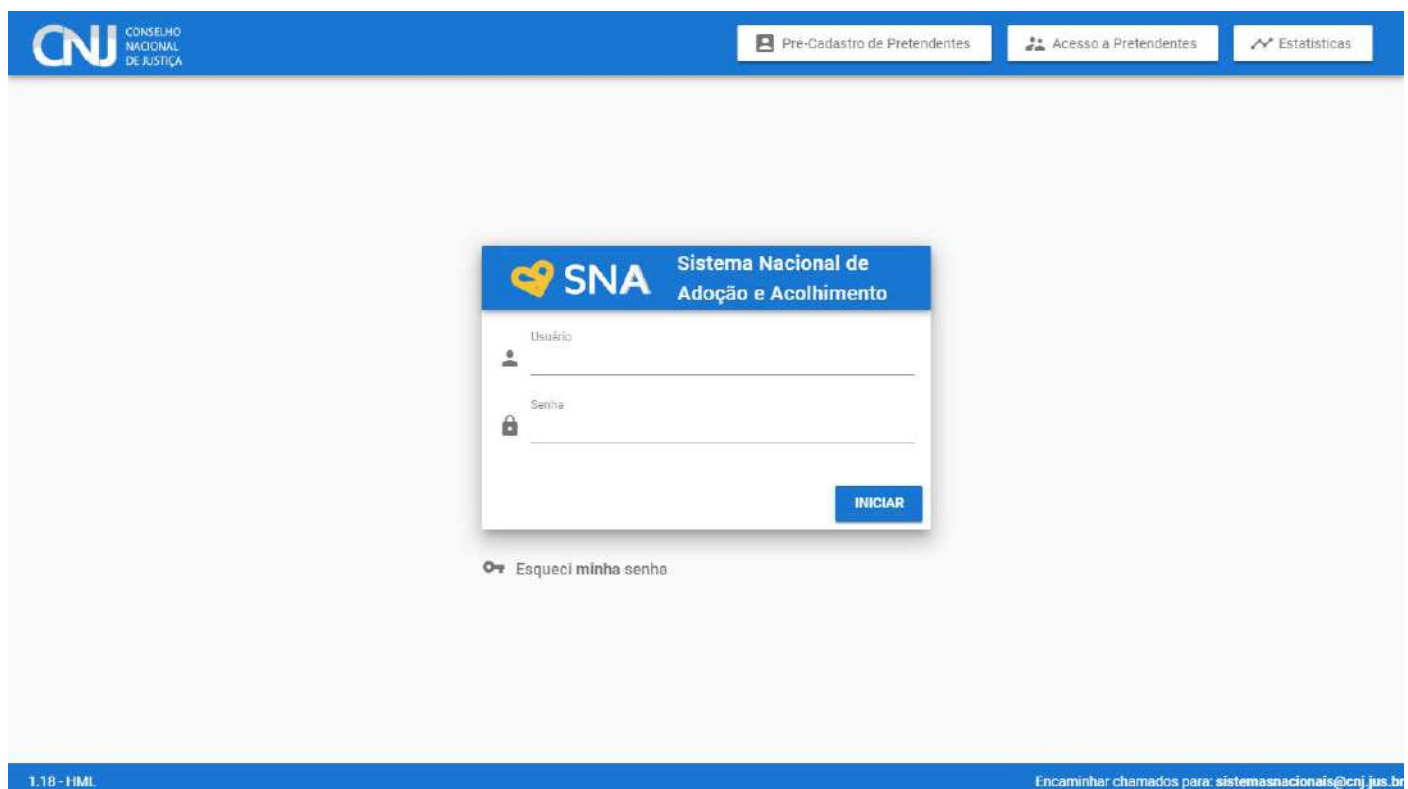 CNJ
CONSELHO
NACIONAL
DE JUSTIÇA
Pré-Cadastro de Pretendentes
Acesso a Pretendentes
Estatísticas
SNA
Sistema Nacional de
Adoção e Acolhimento
Usuário
Senha
INICIAR
Esqueci minha senha
1.18 - HML
Encaminhar chamados para: sistemasnacionais@cnj.jus.br